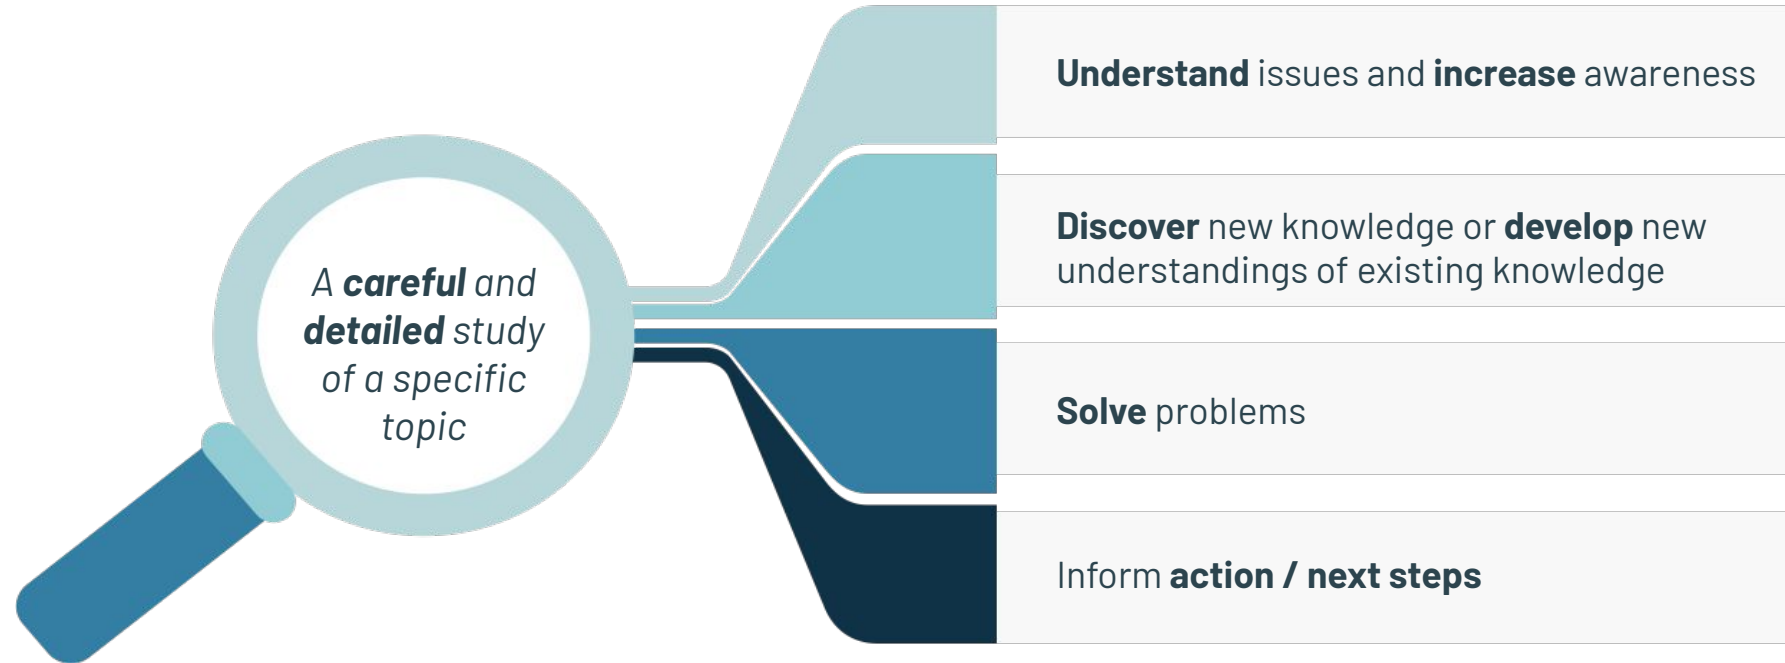 A careful and
detailed study
of a specific
topic
Understand issues and increase awareness
Discover new knowledge or develop new
understandings of existing knowledge
Solve problems
Inform action / next steps